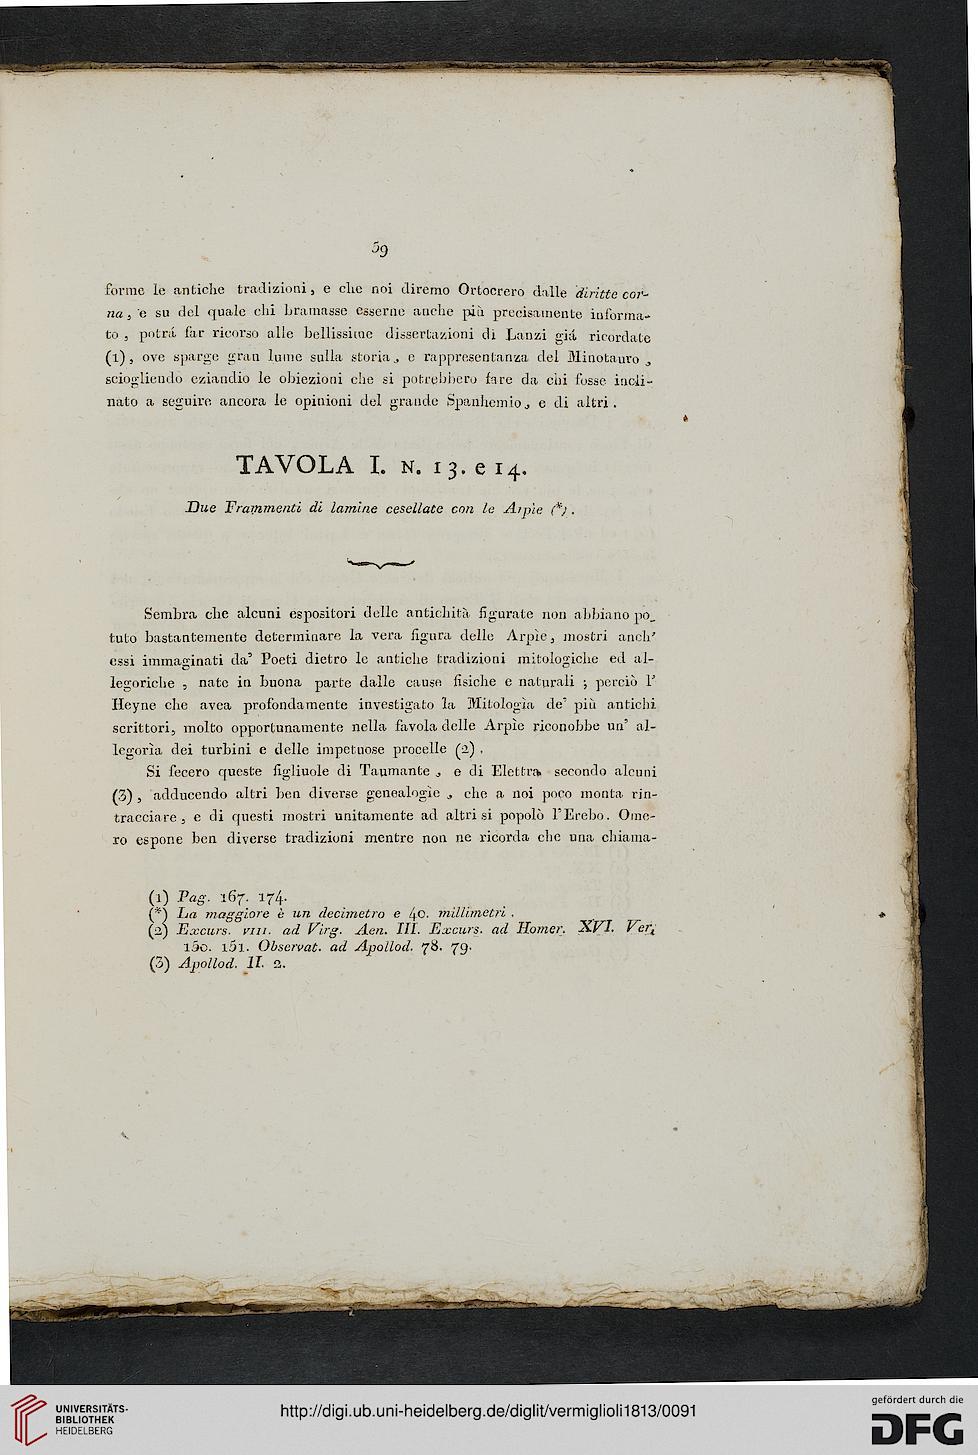 59
forme le antiche tradizioni, e che noi diremo Ortocrero dalle diritte cor-
na, e su del quale chi bramasse esserne anche più precisamente informa-
to, potrá far ricorso alle bellissime dissertazioni di Lanzi giá ricordate
(1), ove sparge gran lume sulla storia, e rappresentanza del Minotauro,
sciogliendo eziandio le obiezioni che si potrebbero fare da chi fosse incli-
nato a seguire ancora le opinioni del grande Spanhemio, e di altri.
TAVOLA I. N. 13. e 14.
Due Frammenti di lamine cesellate con le Arpìe (*).
Sembra che alcuni espositori delle antichità figurate non abbiano po-
tuto bastantemente determinare la vera figura delle Arpìe, mostri anch'
essi immaginati da' Poeti dietro le antiche tradizioni mitologiche ed al-
legoriche, nate in buona parte dalle cause fisiche e naturali; perciò l'
Heyne che avea profondamente investigato la Mitologìa de' più antichi
scrittori, molto opportunamente nella favola delle Arpìe riconobbe un' al-
legorìa dei turbini e delle impetuose procelle (2).
Si fecero queste figliuole di Taumante, e di Elettra secondo alcuni
(3), adducendo altri ben diverse genealogìe, che a noi poco monta rin-
tracciare, e di questi mostri unitamente ad altri si popolò l'Erebo. Ome-
ro espone ben diverse tradizioni mentre non ne ricorda che una chiama-
(1) Pag. 167. 174.
(*) La maggiore è un decimetro e 40. millimetri.
(2) Excurs. VIII. ad Virg. Aen. III. Excurs. ad Homer. XVI. Ver.
150. 151. Observat. ad Apollod. 78. 79.
(3) Apollod. II. 2.
UNIVERSITÄTS-
BIBLIOTHEK
HEIDELBERG
http://digi.ub.uni-heidelberg.de/diglit/vermiglioli1813/0091
gefördert durch die
DFG